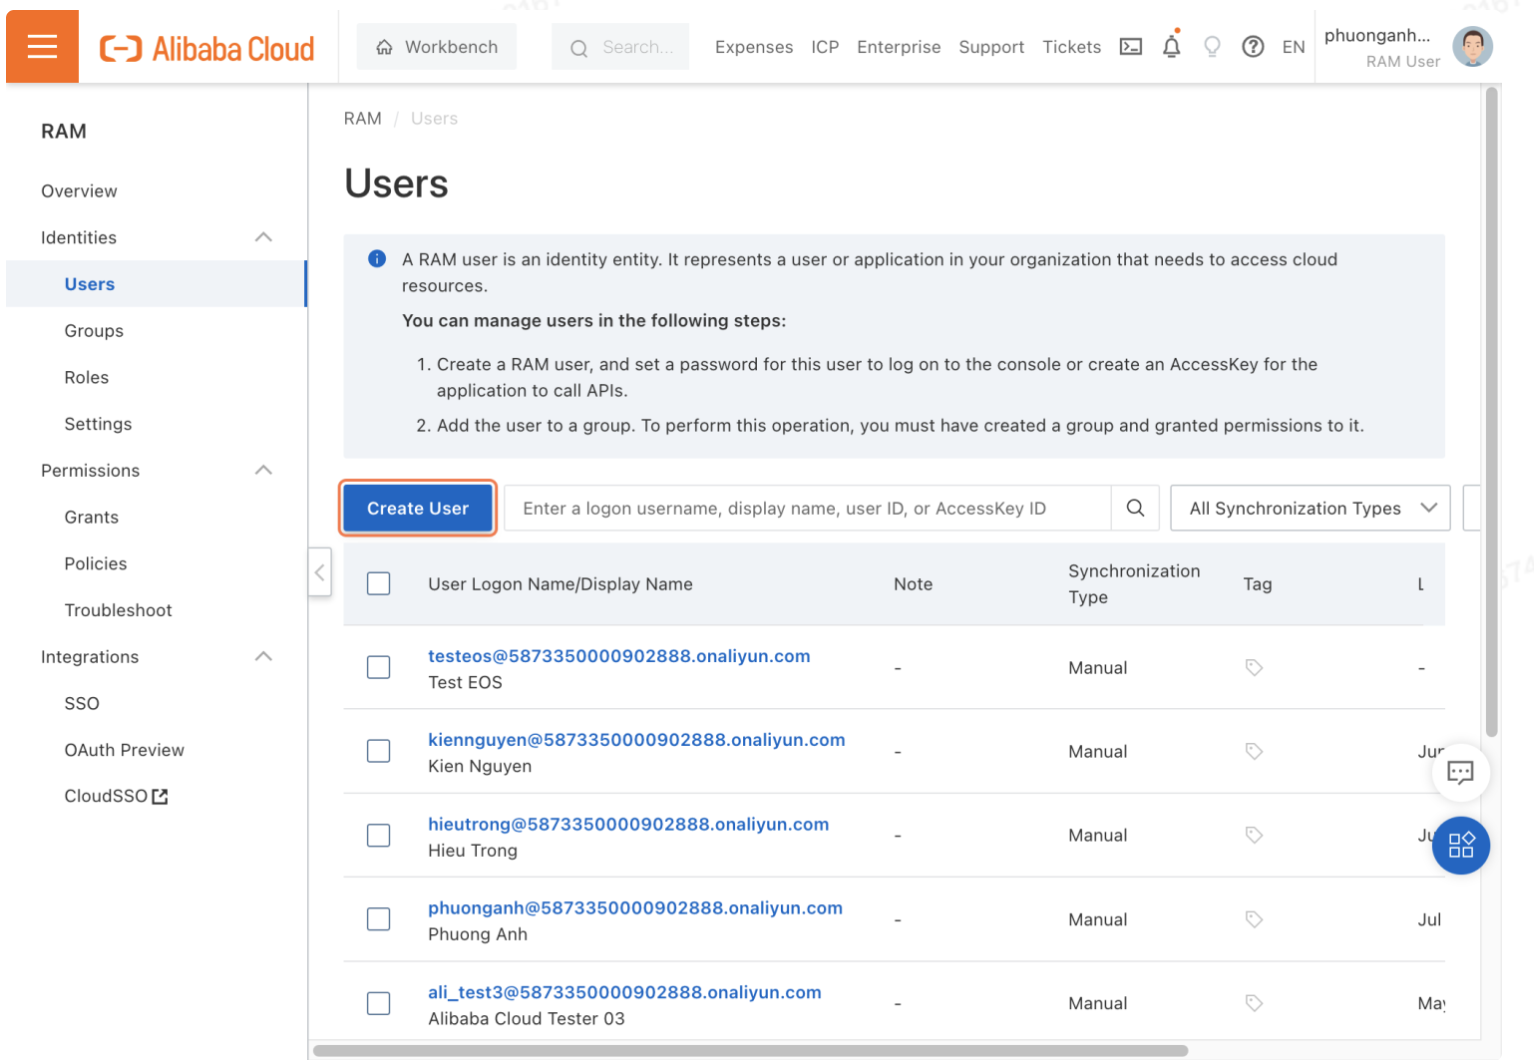 Alibaba Cloud
Workbench
Search...
Expenses
ICP
Enterprise
Support
Tickets
EN
phuonganh...
RAM User
RAM
Overview
Identities
Users
Groups
Roles
Settings
Permissions
Grants
Policies
Troubleshoot
Integrations
SSO
OAuth Preview
CloudSSO
RAM / Users
Users
A RAM user is an identity entity. It represents a user or application in your organization that needs to access cloud
resources.
You can manage users in the following steps:
1. Create a RAM user, and set a password for this user to log on to the console or create an AccessKey for the
application to call APIs.
2. Add the user to a group. To perform this operation, you must have created a group and granted permissions to it.
Create User
Enter a logon username, display name, user ID, or AccessKey ID
All Synchronization Types
User Logon Name/Display Name
Note
Synchronization
Type
Tag
testeos@5873350000902888.onaliyun.com
Test EOS
-
Manual
-
kiennguyen@5873350000902888.onaliyun.com
Kien Nguyen
-
Manual
hieutrong@5873350000902888.onaliyun.com
Hieu Trong
-
Manual
phuonganh@5873350000902888.onaliyun.com
Phuong Anh
-
Manual
Jul
ali_test3@5873350000902888.onaliyun.com
Alibaba Cloud Tester 03
-
Manual